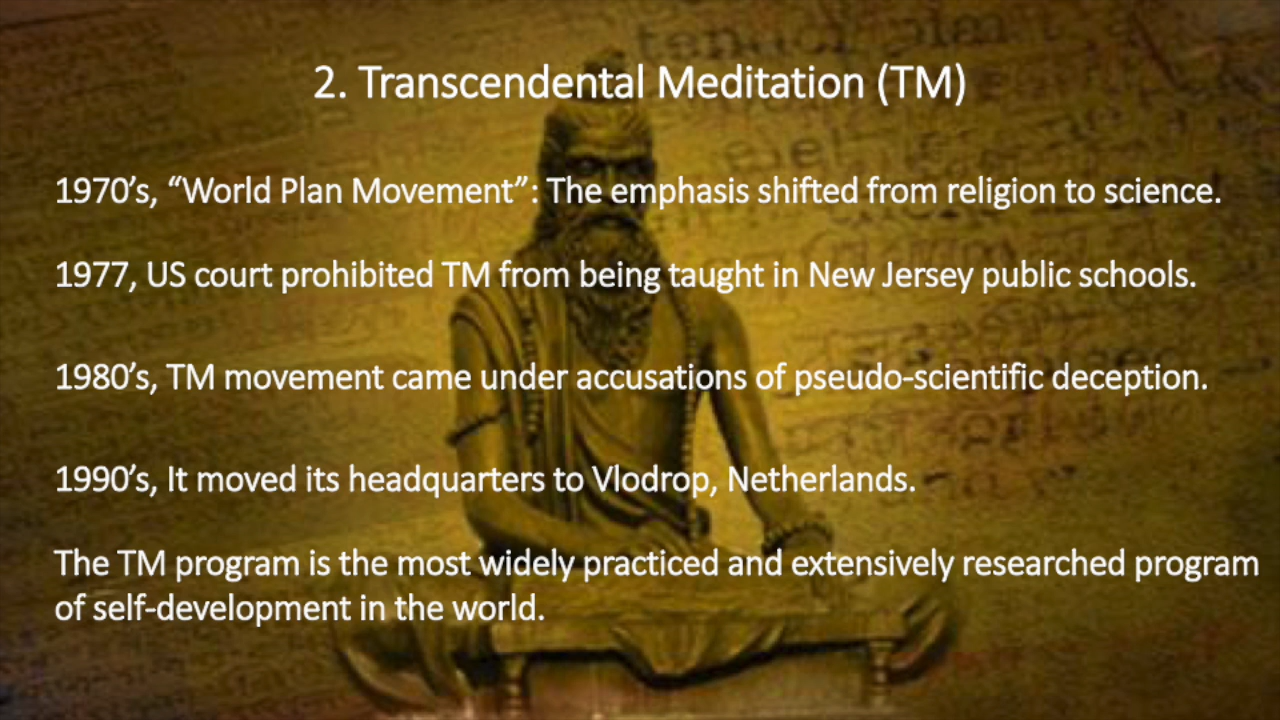 2. Transcendental Meditation (TM)
1970’s, “World Plan Movement”: The emphasis shifted from religion to science.
1977, US court prohibited TM from being taught in New Jersey public schools.
1980’s, TM movement came under accusations of pseudo-scientific deception.
1990’s, It moved its headquarters to Vlodrop, Netherlands.
The TM program is the most widely practiced and extensively researched program
of self-development in the world.